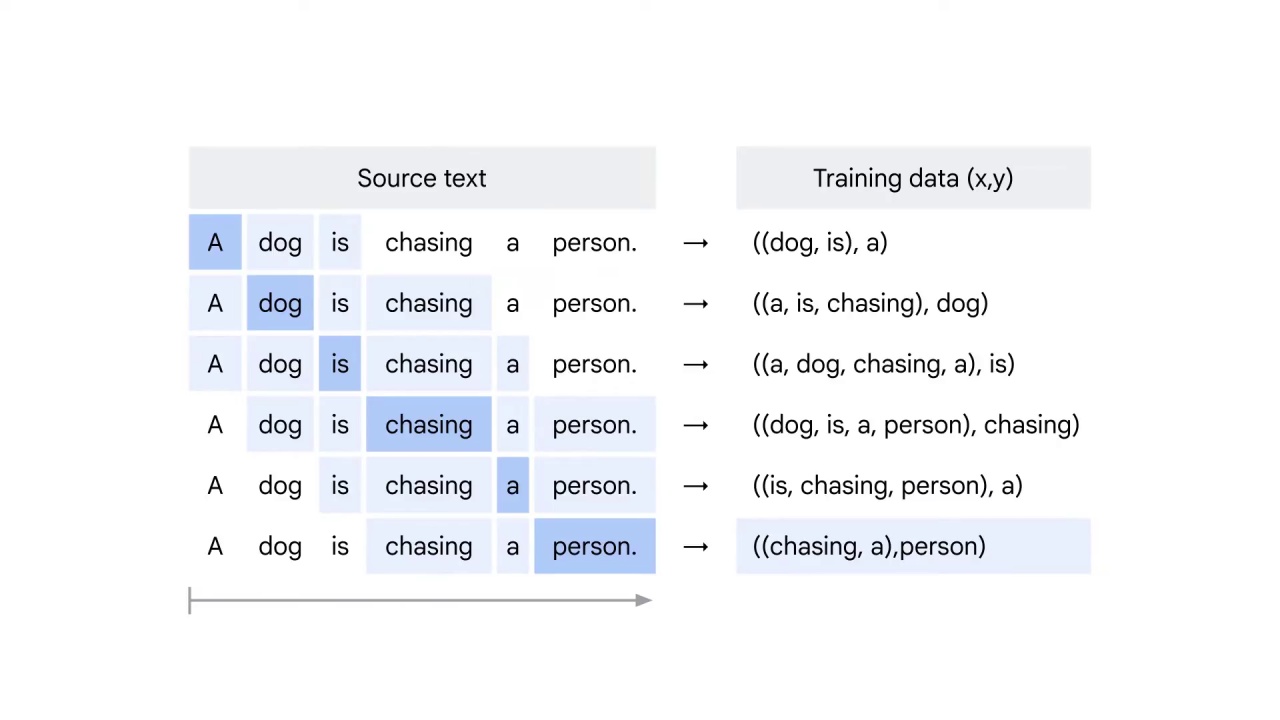 Source text Training data (x,y)
A dog is chasing a person. → ((dog, is), a)
A dog is chasing a person. → ((a, is, chasing), dog)
A dog is chasing a person. → ((a, dog, chasing, a), is)
A dog is chasing a person. → ((dog, is, a, person), chasing)
A dog is chasing a person. → ((is, chasing, person), a)
A dog is chasing a person. → ((chasing, a),person)